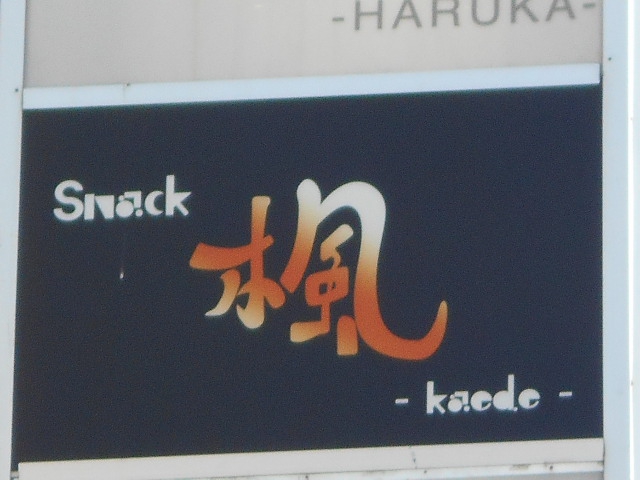 -HARUKA-
Snack
楓
- kaede -